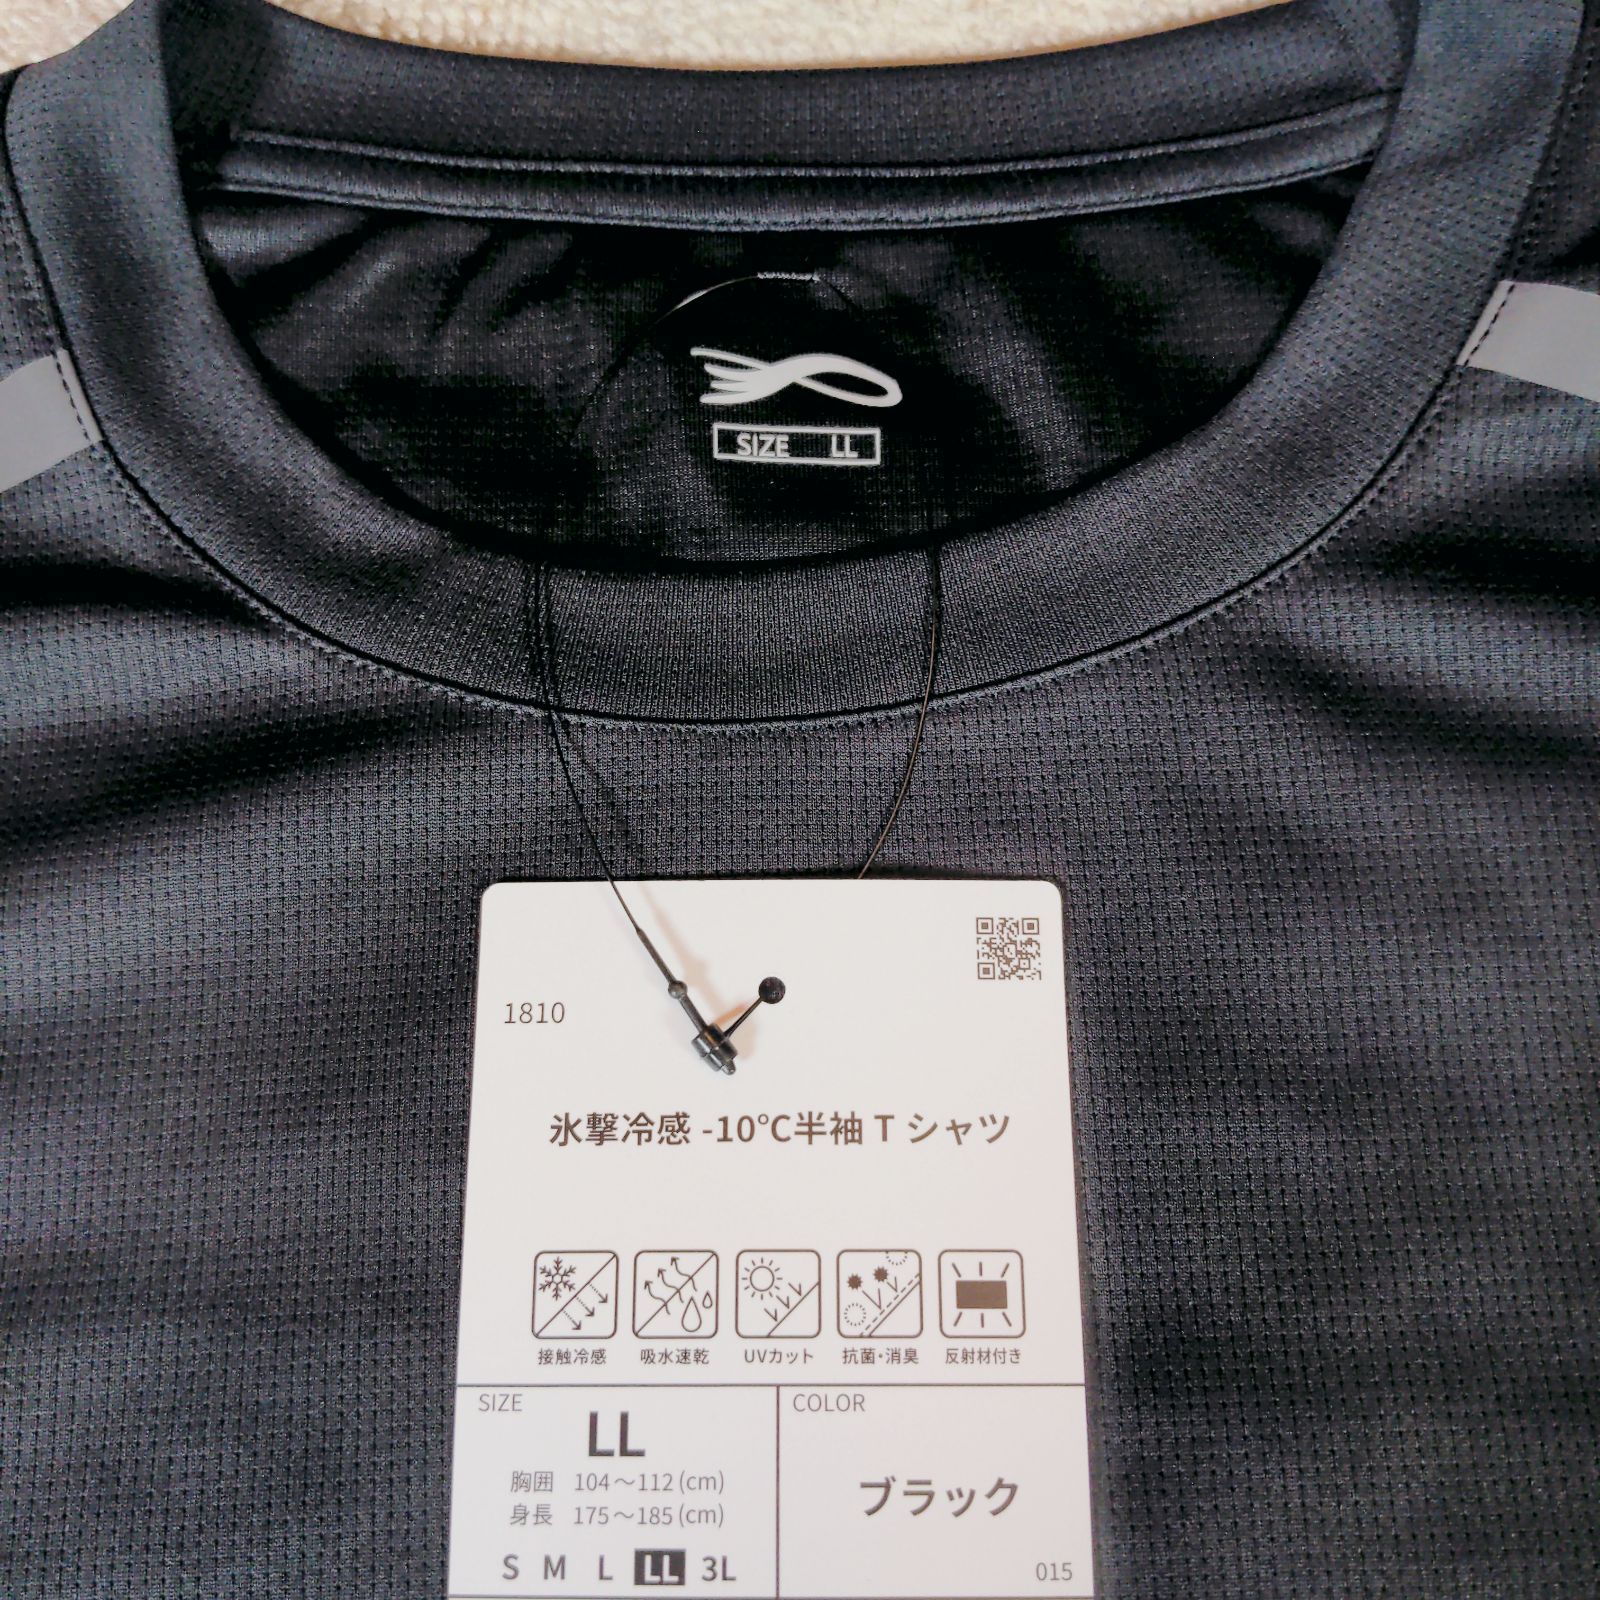 SIZE LL
1810
氷撃冷感 -10℃半袖 T シャツ
接触冷感 吸水速乾 UVカット 抗菌・消臭 反射材付き
SIZE
LL
胸囲 104～112(cm)
身長 175～185(cm)
S M L LL 3L
COLOR
ブラック
015